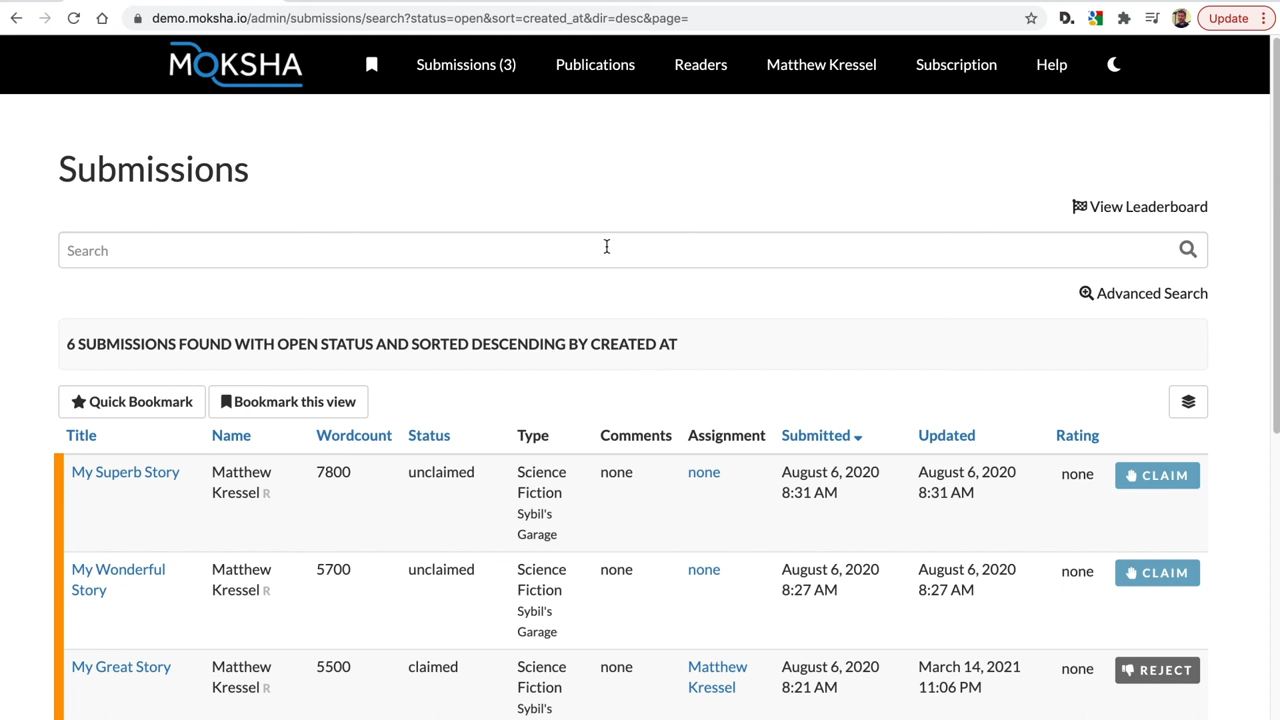 demo.moksha.io/admin/submissions/search?status=open&sort=created_at&dir=desc&page=
D.
Update
MOKSHA
Submissions (3)
Publications
Readers
Matthew Kressel
Subscription
Help
Submissions
View Leaderboard
Search
Advanced Search
6 SUBMISSIONS FOUND WITH OPEN STATUS AND SORTED DESCENDING BY CREATED AT
Quick Bookmark
Bookmark this view
Title Name Wordcount Status Type Comments Assignment Submitted Updated Rating
My Superb Story Matthew 7800 unclaimed Science none none August 6, 2020 August 6, 2020 none CLAIM
Kressel R Fiction 8:31 AM 8:31 AM
Sybil's
Garage
My Wonderful Matthew 5700 unclaimed Science none none August 6, 2020 August 6, 2020 none CLAIM
Story Kressel R Fiction 8:27 AM 8:27 AM
Sybil's
Garage
My Great Story Matthew 5500 claimed Science none Matthew August 6, 2020 March 14, 2021 none REJECT
Kressel R Fiction Kressel 8:21 AM 11:06 PM
Sybil's